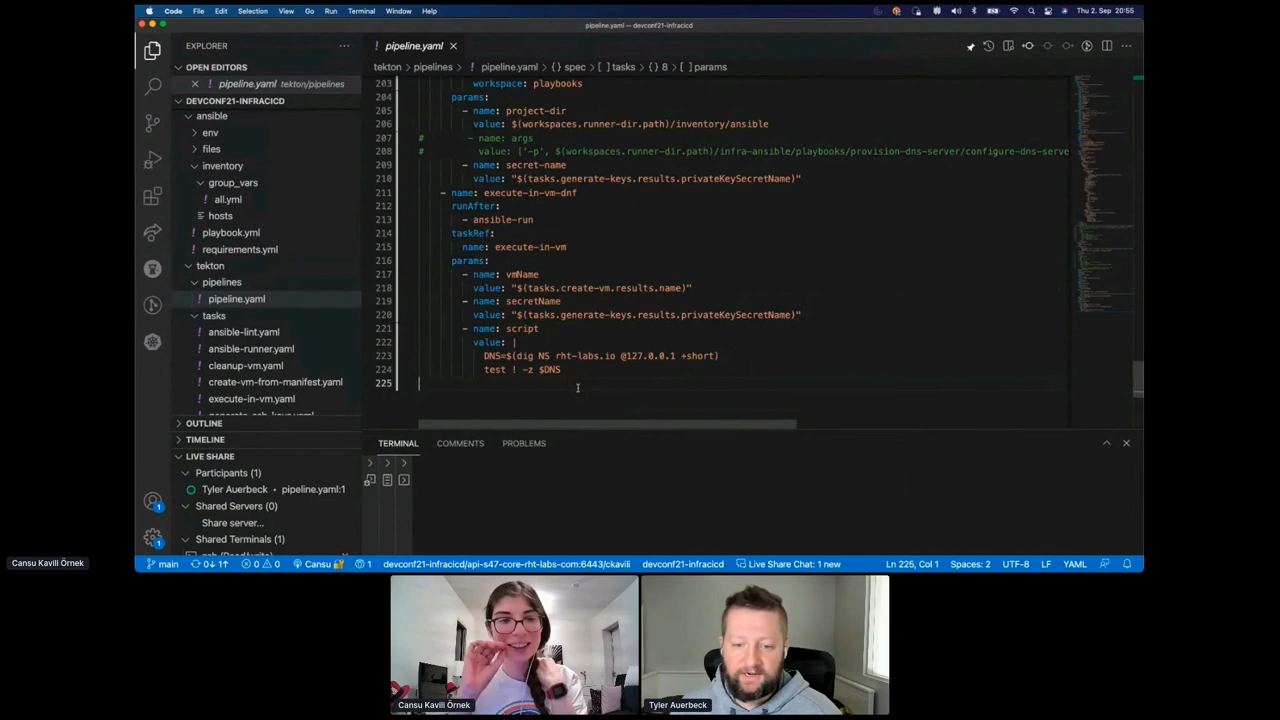 Code File Edit Selection View Go Run Terminal Window Help
Thu 2. Sep 20:55
pipeline.yaml — devconf21-infracicd
EXPLORER
OPEN EDITORS
pipeline.yaml tekton/pipelines
DEVCONF21-INFRACICD
ansible
env
files
inventory
group_vars
all.yml
hosts
playbook.yml
requirements.yml
tekton
pipelines
pipeline.yaml
tasks
ansible-lint.yaml
ansible-runner.yaml
cleanup-vm.yaml
create-vm-from-manifest.yaml
execute-in-vm.yaml
OUTLINE
TIMELINE
LIVE SHARE
Participants (1)
Tyler Auerbeck • pipeline.yaml:1
Shared Servers (0)
Share server...
Shared Terminals (1)
pipeline.yaml
tekton > pipelines > pipeline.yaml > {} spec > [ ] tasks > {} 8 > [ ] params
203 workspace: playbooks
204 params:
205 - name: project-dir
206 value: $(workspaces.runner-dir.path)/inventory/ansible
207 # - name: args
208 # value: ['-p', $(workspaces.runner-dir.path)/infra-ansible/playbooks/provision-dns-server/configure-dns-serve
209 - name: secret-name
210 value: "$(tasks.generate-keys.results.privateKeySecretName)"
211 - name: execute-in-vm-dnf
212 runAfter:
213 - ansible-run
214 taskRef:
215 name: execute-in-vm
216 params:
217 - name: vmName
218 value: "$(tasks.create-vm.results.name)"
219 - name: secretName
220 value: "$(tasks.generate-keys.results.privateKeySecretName)"
221 - name: script
222 value: |
223 DNS=$(dig NS rht-labs.io @127.0.0.1 +short)
224 test ! -z $DNS
225
TERMINAL COMMENTS PROBLEMS
1
1
main 0↓ 1↑ 0 0 Cansu 1 devconf21-infracicd/api-s47-core-rht-labs-com:6443/ckavili devconf21-infracicd Live Share Chat: 1 new Ln 225, Col 1 Spaces: 2 UTF-8 LF YAML
Cansu Kavili Örnek
Cansu Kavili Örnek
Tyler Auerbeck